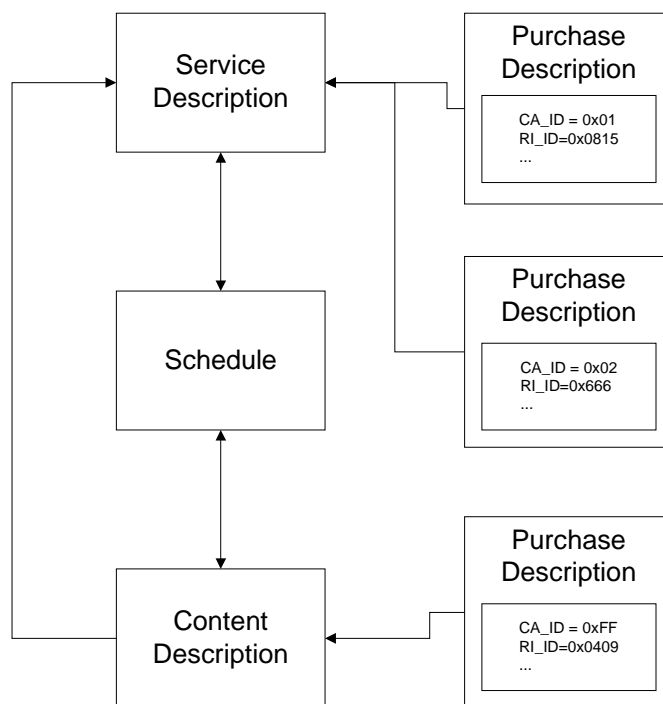 Service
Description
Purchase
Description
CA_ID = 0x01
RI_ID=0x0815
...
Schedule
Purchase
Description
CA_ID = 0x02
RI_ID=0x666
...
Content
Description
Purchase
Description
CA_ID = 0xFF
RI_ID=0x0409
...